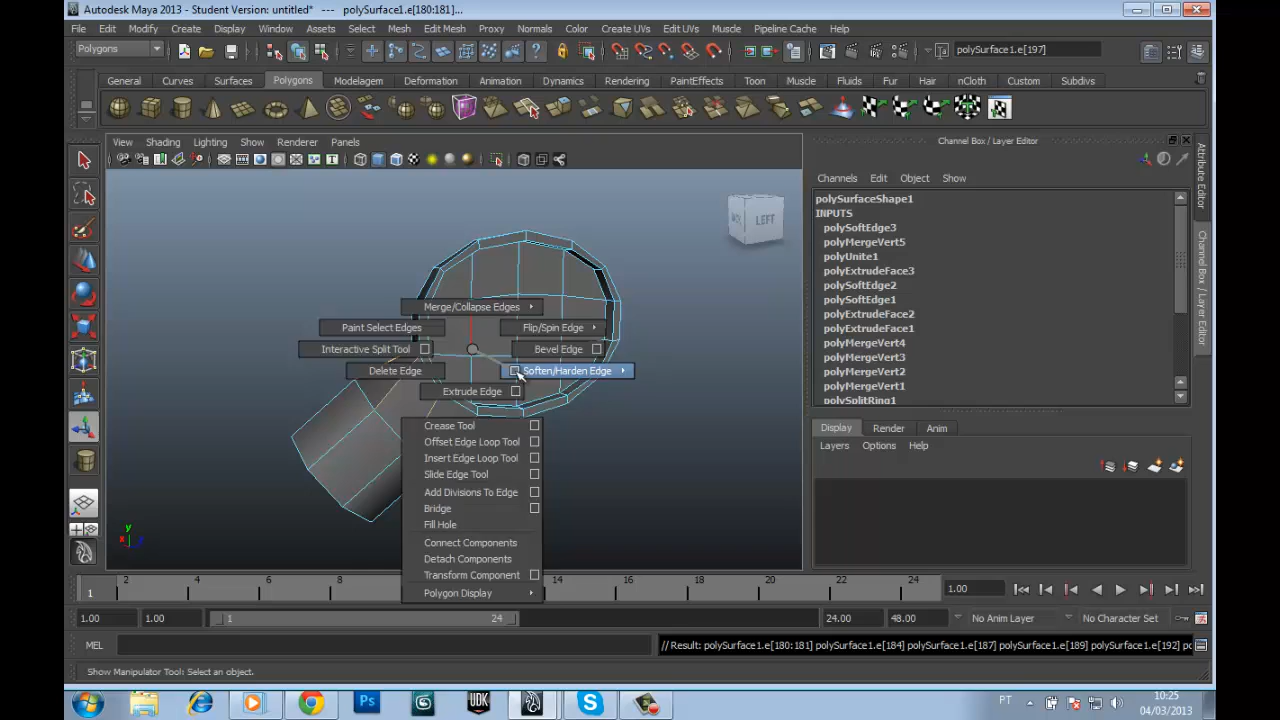 Autodesk Maya 2013 - Student Version: untitled* --- polySurface1.e[180:181]...
File Edit Modify Create Display Window Assets Select Mesh Edit Mesh Proxy Normals Color Create UVs Edit UVs Muscle Pipeline Cache Help
Polygons
polySurface1.e[197]
General Curves Surfaces Polygons Modelagem Deformation Animation Dynamics Rendering PaintEffects Toon Muscle Fluids Fur Hair nCloth Custom Subdivs
View Shading Lighting Show Renderer Panels
Channel Box / Layer Editor
Channels Edit Object Show
Attribute Editor
Channel Box / Layer Editor
polySurfaceShape1
INPUTS
polySoftEdge3
polyMergeVert5
polyUnite1
polyExtrudeFace3
polySoftEdge2
polySoftEdge1
polyExtrudeFace2
polyExtrudeFace1
polyMergeVert4
polyMergeVert3
polyMergeVert2
polyMergeVert1
polySplitRing1
LEFT
Merge/Collapse Edges
Paint Select Edges
Flip/Spin Edge
Interactive Split Tool
Bevel Edge
Delete Edge
Soften/Harden Edge
Extrude Edge
Crease Tool
Offset Edge Loop Tool
Insert Edge Loop Tool
Slide Edge Tool
Add Divisions To Edge
Bridge
Fill Hole
Connect Components
Detach Components
Transform Component
Polygon Display
Display Render Anim
Layers Options Help
y
x
2 4 6 8 14 16 18 20 22 24
1
1.00
1.00 1.00 1 24 24.00 48.00 No Anim Layer No Character Set
MEL
// Result: polySurface1.e[180:181] polySurface1.e[184] polySurface1.e[187] polySurface1.e[189] polySurface1.e[192] po
Show Manipulator Tool: Select an object.
Ps
UDK
PT
10:25
04/03/2013